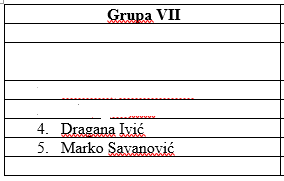 Grupa VII
4. Dragana Ivić
5. Marko Savanović